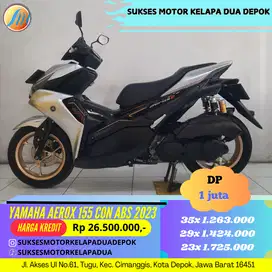 SUKSES MOTOR KELAPA DUA DEPOK
DP
1 juta
YAMAHA AEROX 155 CON ABS 2023
HARGA KREDIT
Rp 26.500.000,-
35x 1.263.000
29x 1.424.000
23x 1.725.000
SUKSESMOTORKELAPADUADEPOK
SUKSESMOTORKELAPADUA
Jl. Akses UI No.61, Tugu, Kec. Cimanggis, Kota Depok, Jawa Barat 16451